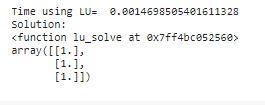 Time using LU=  0.0014698505401611328
Solution:
<function lu_solve at 0x7ff4bc052560>
array([[1.],
       [1.],
       [1.]])